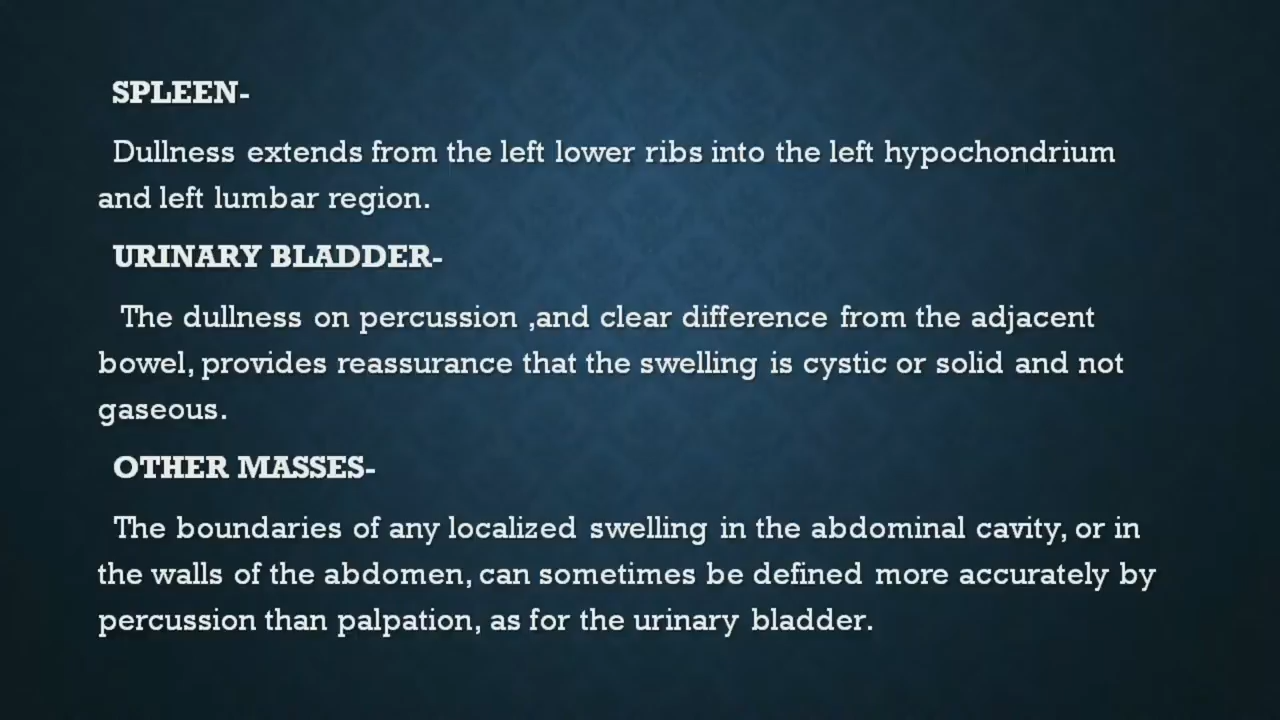 SPLEEN-
Dullness extends from the left lower ribs into the left hypochondrium
and left lumbar region.
URINARY BLADDER-
The dullness on percussion ,and clear difference from the adjacent
bowel, provides reassurance that the swelling is cystic or solid and not
gaseous.
OTHER MASSES-
The boundaries of any localized swelling in the abdominal cavity, or in
the walls of the abdomen, can sometimes be defined more accurately by
percussion than palpation, as for the urinary bladder.